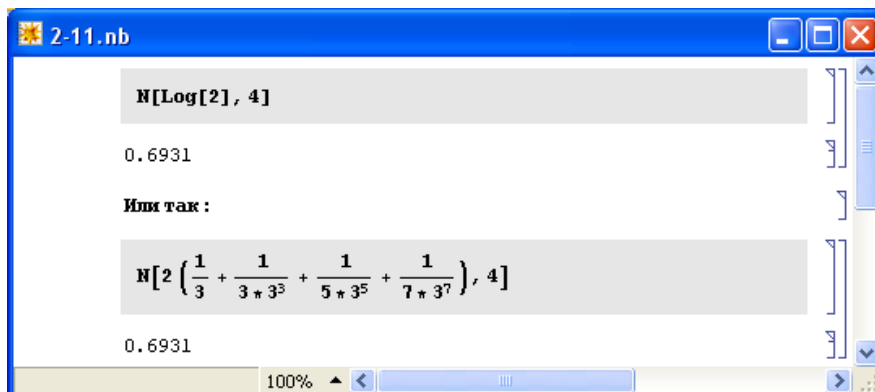 2-11.nb
N[Log[2], 4]
0.6931
Или так :
N[2 (1/3 + 1/(3 * 3^3) + 1/(5 * 3^5) + 1/(7 * 3^7)), 4]
0.6931
100%